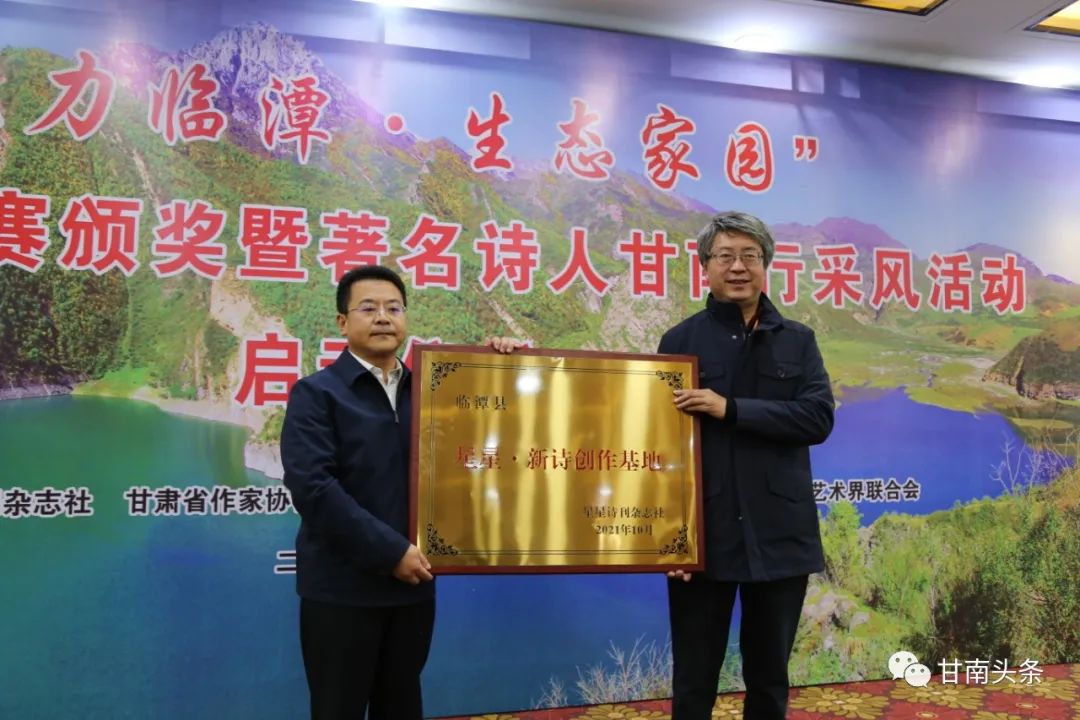 力临潭·生态家园”
赛颁奖暨著名诗人甘南行采风活动
启
杂志社 甘肃省作家协 艺术界联合会
二
临潭县
星星·新诗创作基地
星星诗刊杂志社
2021年10月
甘南头条